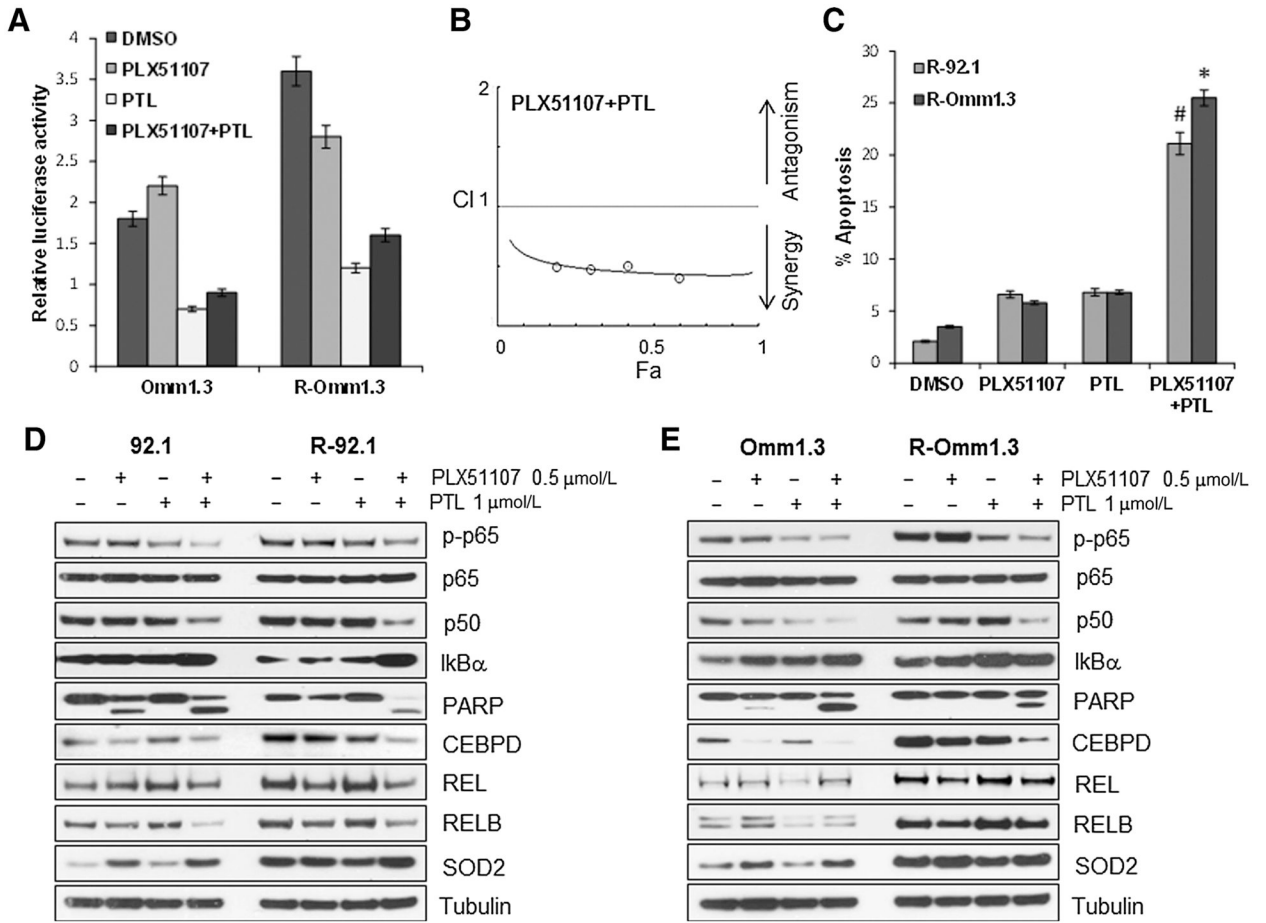 A
Relative luciferase activity
4
3.5
3
2.5
2
1.5
1
0.5
0
DMSO
PLX51107
PTL
PLX51107+PTL
Omm1.3
R-Omm1.3
B
2
PLX51107+PTL
CI 1
Antagonism
Synergy
0
0.5
1
Fa
C
% Apoptosis
30
25
20
15
10
5
0
R-92.1
R-Omm1.3
#
*
DMSO
PLX51107
PTL
PLX51107
+PTL
D
92.1
R-92.1
– + – + – + – + PLX51107 0.5 μmol/L
– – + + – – + + PTL 1 μmol/L
p-p65
p65
p50
IkBα
PARP
CEBPD
REL
RELB
SOD2
Tubulin
E
Omm1.3
R-Omm1.3
– + – + – + – + PLX51107 0.5 μmol/L
– – + + – – + + PTL 1 μmol/L
p-p65
p65
p50
IkBα
PARP
CEBPD
REL
RELB
SOD2
Tubulin